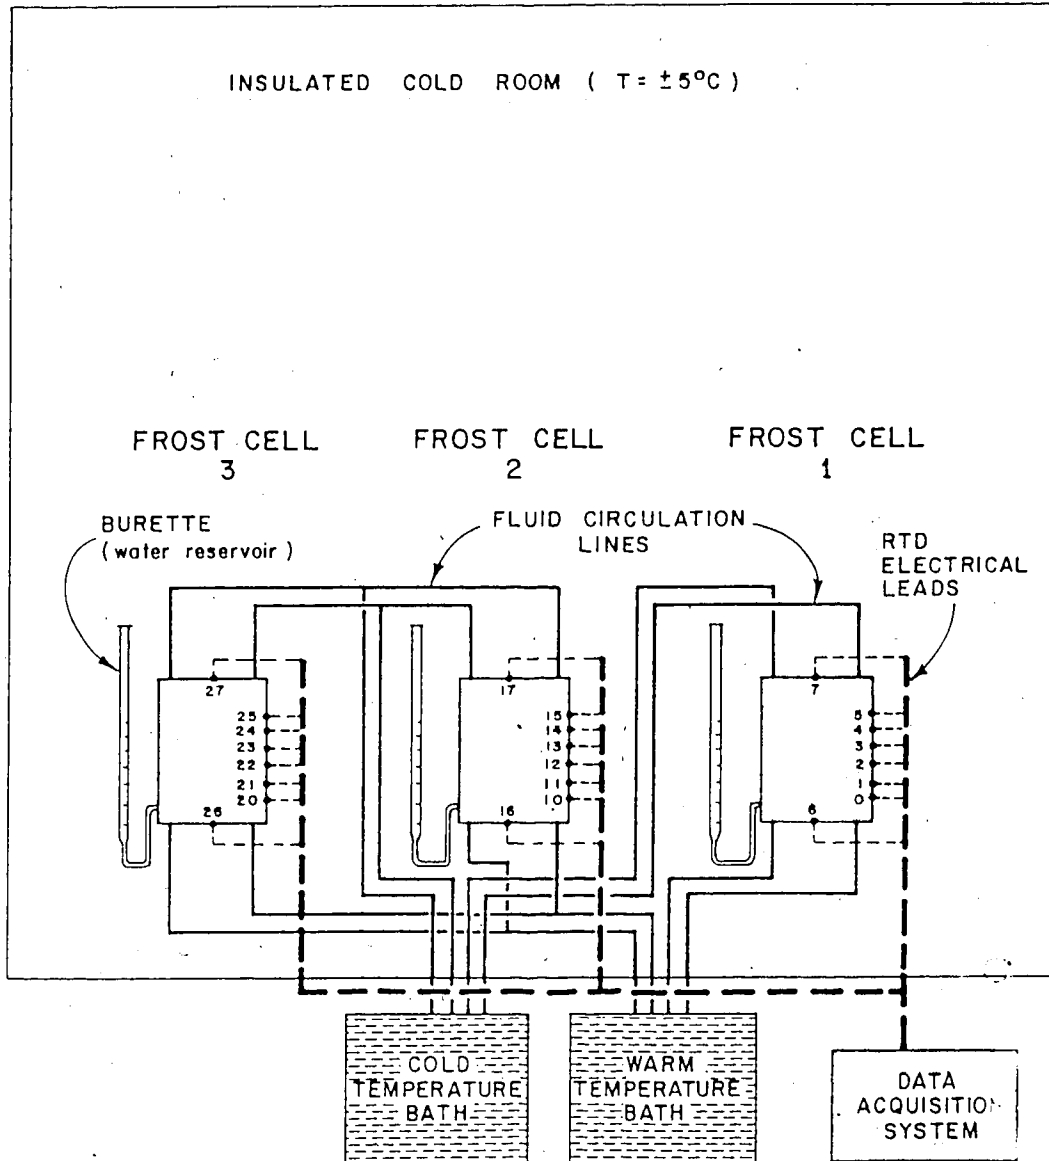 INSULATED COLD ROOM ( T = ±5°C )
FROST CELL
3
FROST CELL
2
FROST CELL
1
BURETTE
(water reservoir)
FLUID CIRCULATION
LINES
RTD
ELECTRICAL
LEADS
27
25
24
23
22
21
20
26
17
15
14
13
12
11
10
16
7
5
4
3
2
1
0
6
COLD
TEMPERATURE
BATH
WARM
TEMPERATURE
BATH
DATA
ACQUISITION
SYSTEM